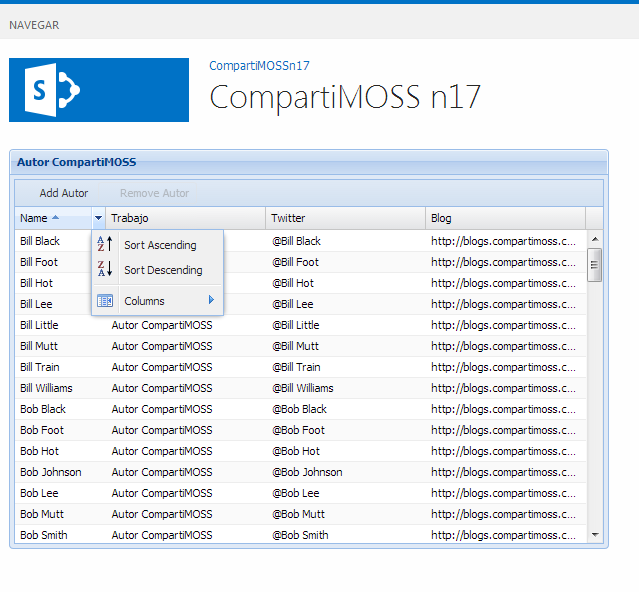 NAVEGAR
S
CompartiMOSSn17
CompartiMOSS n17
Autor CompartiMOSS
Add Autor Remove Autor
Name Trabajo Twitter Blog
Bill Black @Bill Black http://blogs.compartimoss.c...
Bill Foot @Bill Foot http://blogs.compartimoss.c...
Bill Hot @Bill Hot http://blogs.compartimoss.c...
Bill Lee @Bill Lee http://blogs.compartimoss.c...
Sort Ascending
Sort Descending
Columns
Bill Little Autor CompartiMOSS @Bill Little http://blogs.compartimoss.c...
Bill Mutt Autor CompartiMOSS @Bill Mutt http://blogs.compartimoss.c...
Bill Train Autor CompartiMOSS @Bill Train http://blogs.compartimoss.c...
Bill Williams Autor CompartiMOSS @Bill Williams http://blogs.compartimoss.c...
Bob Black Autor CompartiMOSS @Bob Black http://blogs.compartimoss.c...
Bob Foot Autor CompartiMOSS @Bob Foot http://blogs.compartimoss.c...
Bob Hot Autor CompartiMOSS @Bob Hot http://blogs.compartimoss.c...
Bob Johnson Autor CompartiMOSS @Bob Johnson http://blogs.compartimoss.c...
Bob Lee Autor CompartiMOSS @Bob Lee http://blogs.compartimoss.c...
Bob Mutt Autor CompartiMOSS @Bob Mutt http://blogs.compartimoss.c...
Bob Smith Autor CompartiMOSS @Bob Smith http://blogs.compartimoss.c...